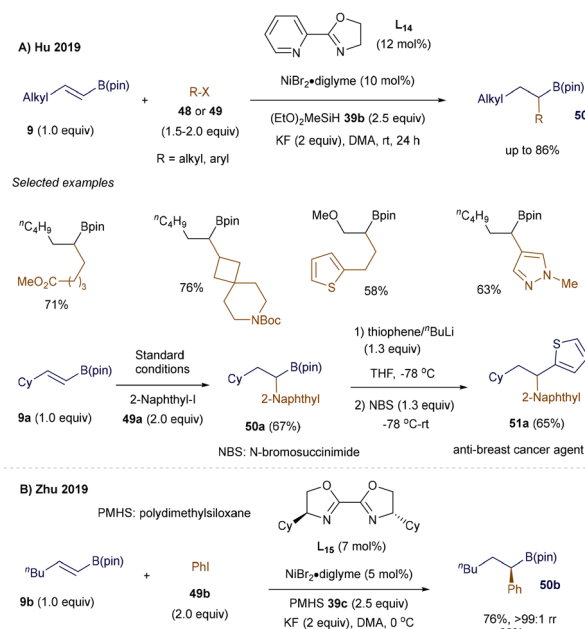 A) Hu 2019
N
O
N
L14
(12 mol%)
Alkyl
B(pin)
+
R-X
48 or 49
(1.5-2.0 equiv)
9 (1.0 equiv)
R = alkyl, aryl
NiBr2•diglyme (10 mol%)
(EtO)2MeSiH 39b (2.5 equiv)
KF (2 equiv), DMA, rt, 24 h
Alkyl
B(pin)
R
50
up to 86%
Selected examples
nC4H9
Bpin
MeO2C
( )3
71%
nC4H9
Bpin
76%
NBoc
MeO
Bpin
S
58%
nC4H9
Bpin
63%
N
N
Me
Cy
B(pin)
9a (1.0 equiv)
Standard
conditions
2-Naphthyl-I
49a (2.0 equiv)
Cy
B(pin)
2-Naphthyl
50a (67%)
NBS: N-bromosuccinimide
1) thiophene/nBuLi
(1.3 equiv)
THF, -78 oC
2) NBS (1.3 equiv)
-78 oC-rt
S
Cy
2-Naphthyl
51a (65%)
anti-breast cancer agent
B) Zhu 2019
PMHS: polydimethylsiloxane
O
O
N
N
Cy
Cy
L15 (7 mol%)
nBu
B(pin)
9b (1.0 equiv)
+
PhI
49b
(2.0 equiv)
NiBr2•diglyme (5 mol%)
PMHS 39c (2.5 equiv)
KF (2 equiv), DMA, 0 oC
nBu
B(pin)
Ph
50b
76%, >99:1 rr